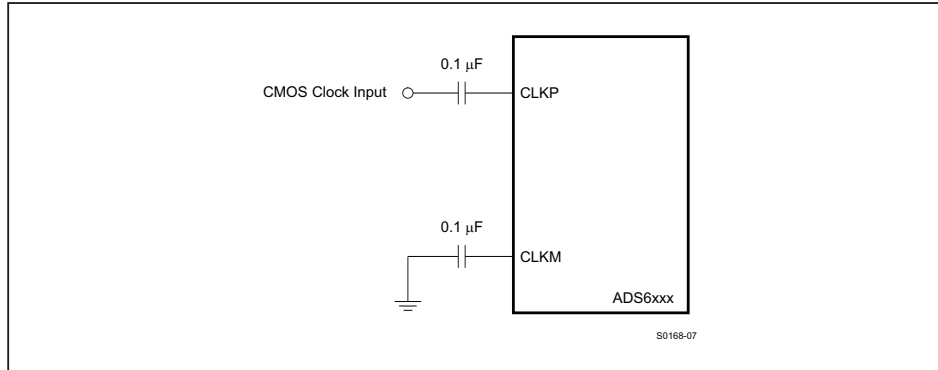 0.1 μF
CMOS Clock Input
CLKP
0.1 μF
CLKM
ADS6xxx
S0168-07